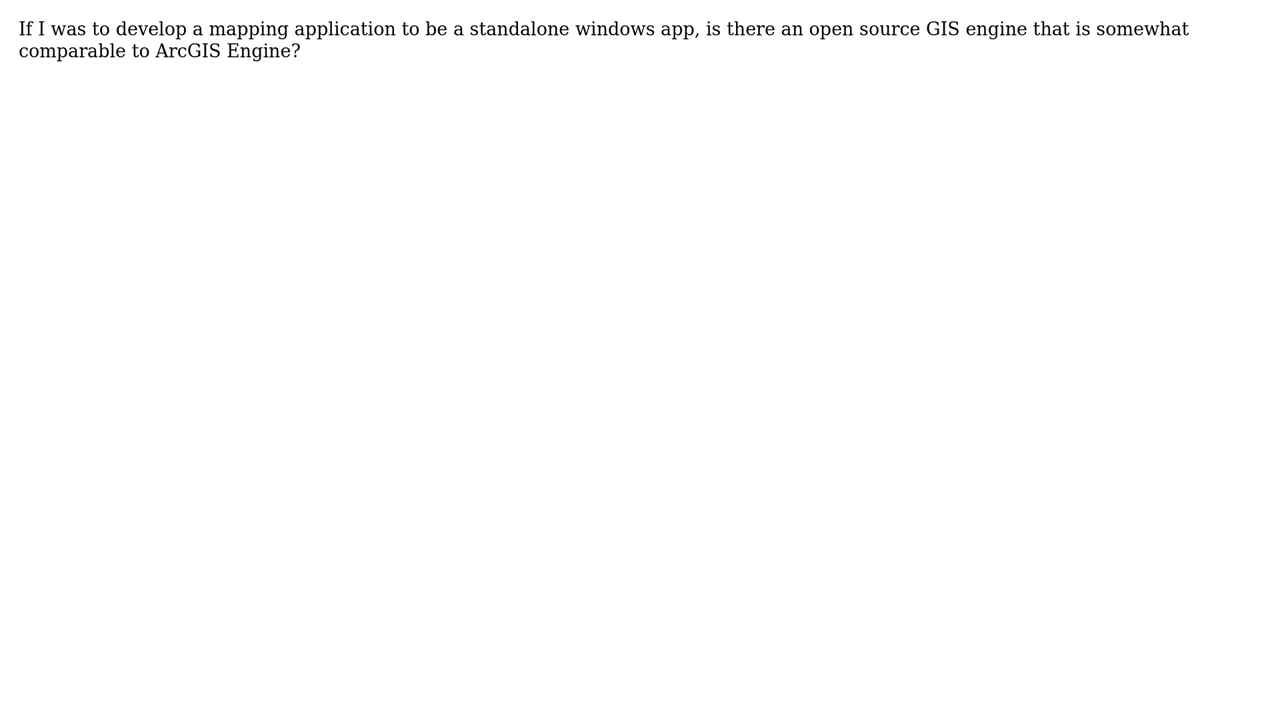 If I was to develop a mapping application to be a standalone windows app, is there an open source GIS engine that is somewhat
comparable to ArcGIS Engine?